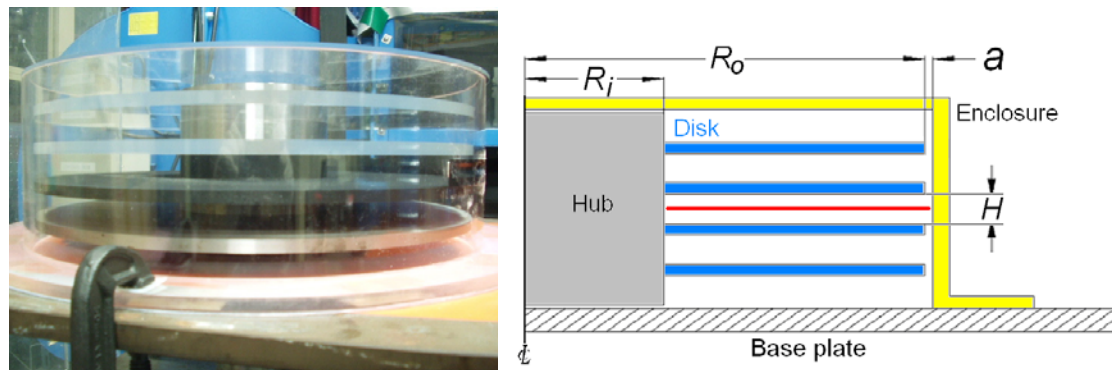 R_o
a
R_i
Enclosure
Disk
Hub
H
℄
Base plate